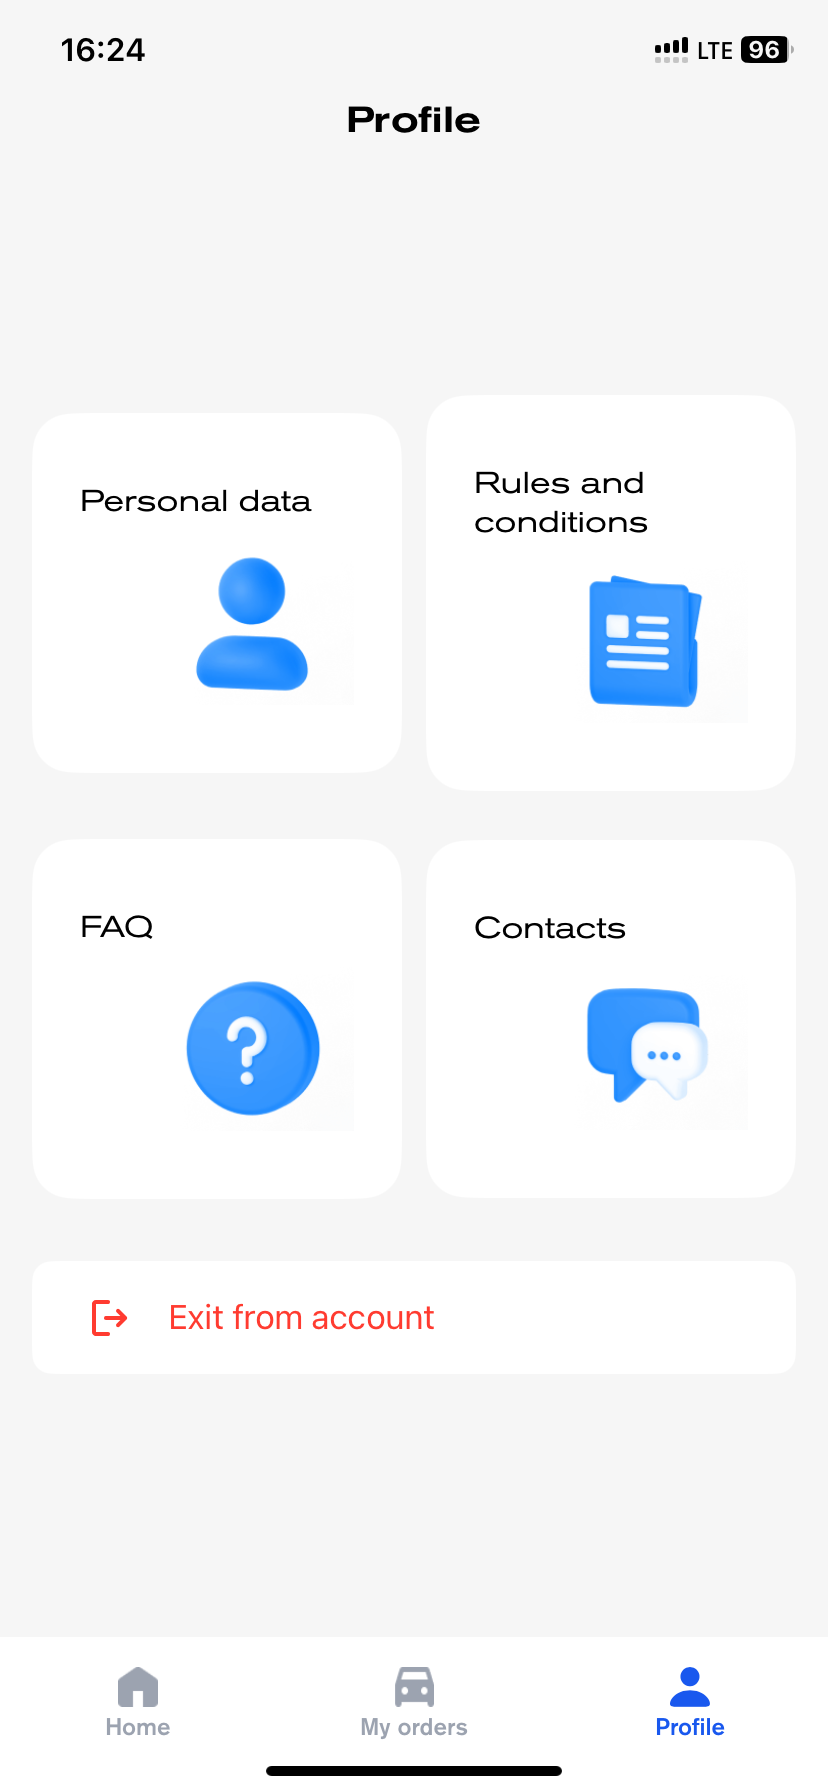 16:24
LTE 96
Profile
Personal data
Rules and
conditions
FAQ
Contacts
Exit from account
Home
My orders
Profile